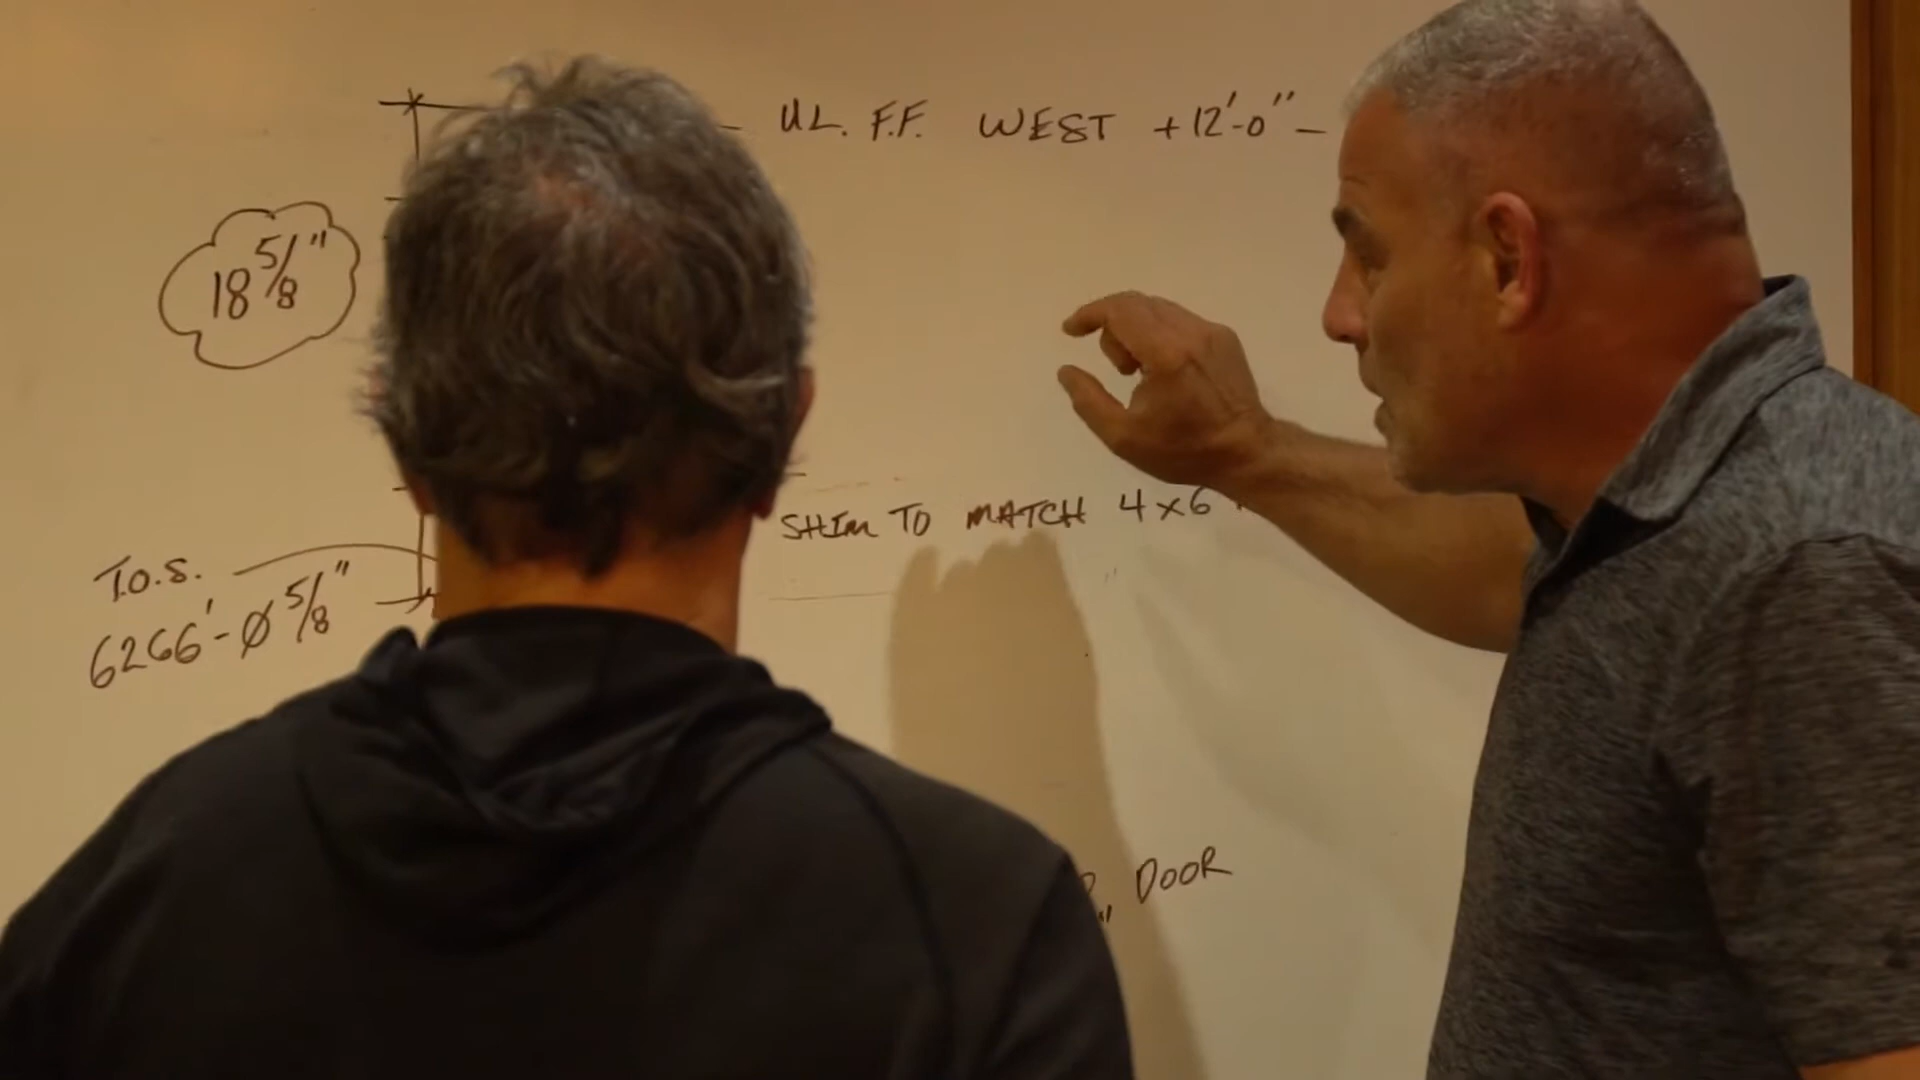 U.L. F.F. WEST +12'-0"
18 5/8"
SHIM TO MATCH 4x6
T.O.S.
6266'-0 5/8"
DOOR